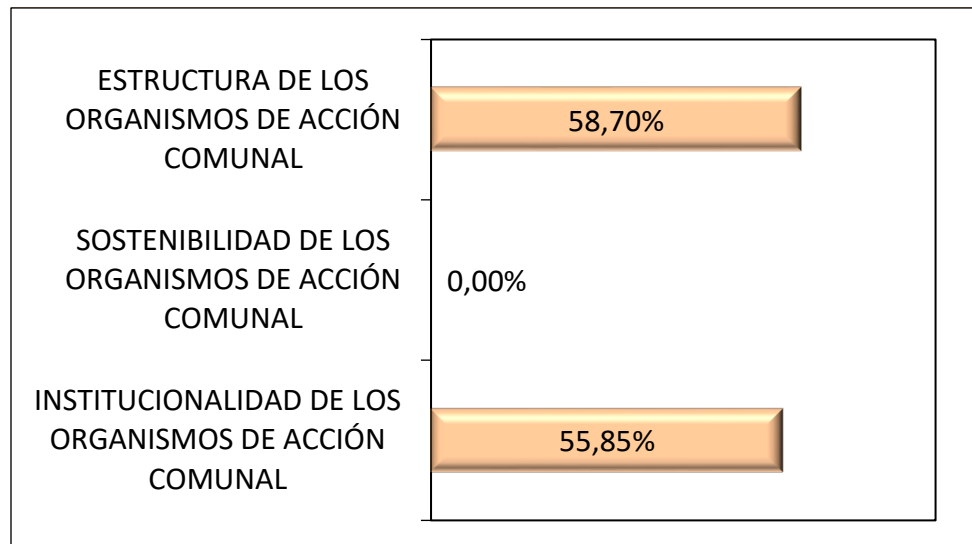 ESTRUCTURA DE LOS
ORGANISMOS DE ACCIÓN
COMUNAL
58,70%
SOSTENIBILIDAD DE LOS
ORGANISMOS DE ACCIÓN
COMUNAL
0,00%
INSTITUCIONALIDAD DE LOS
ORGANISMOS DE ACCIÓN
COMUNAL
55,85%